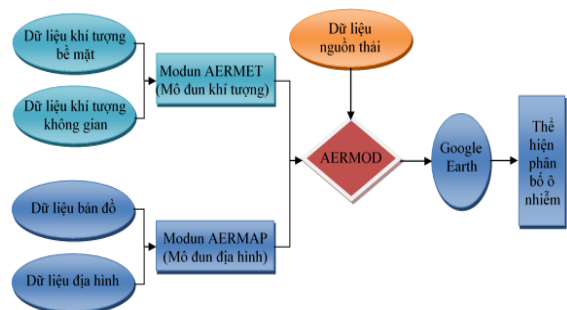 Dữ liệu khí tượng
bề mặt
Dữ liệu khí tượng
không gian
Modun AERMET
(Mô đun khí tượng)
Dữ liệu bản đồ
Dữ liệu địa hình
Modun AERMAP
(Mô đun địa hình)
Dữ liệu
nguồn thải
AERMOD
Google
Earth
Thể
hiện
phân
bố ô
nhiễm